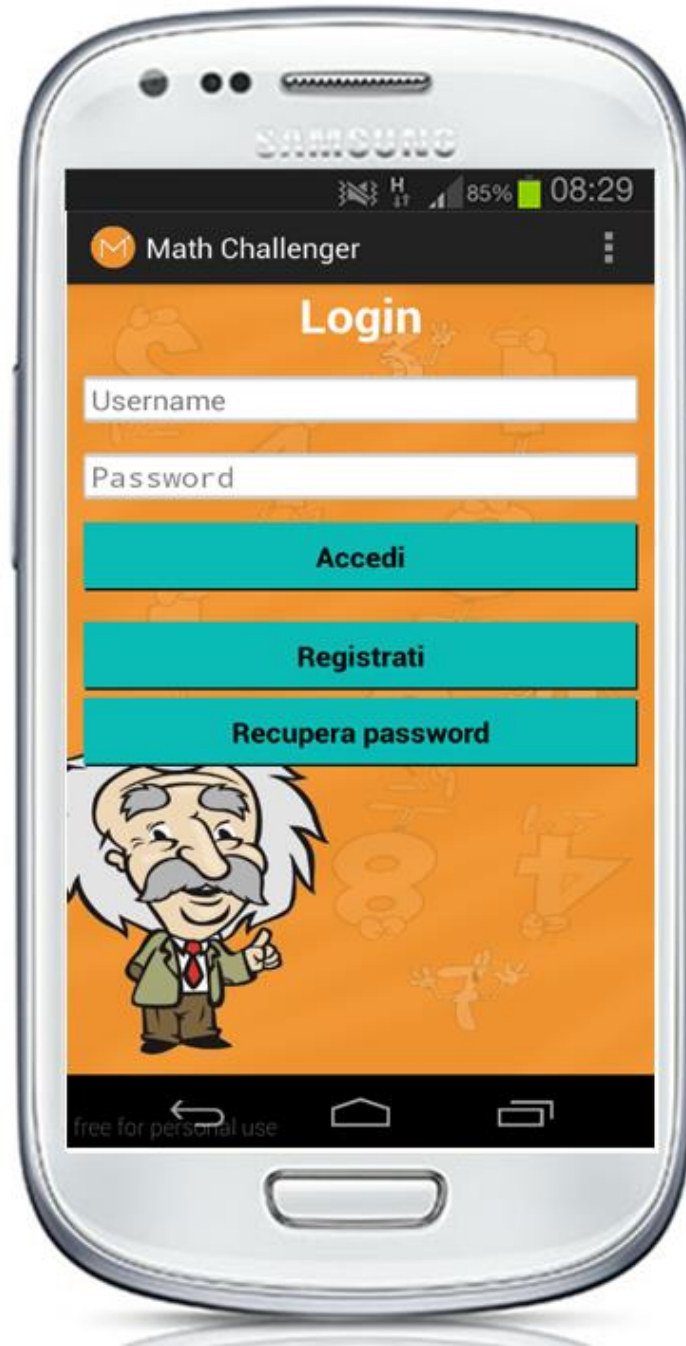 SAMSUNG
H 85% 08:29
Math Challenger
Login
Username
Password
Accedi
Registrati
Recupera password
free for personal use